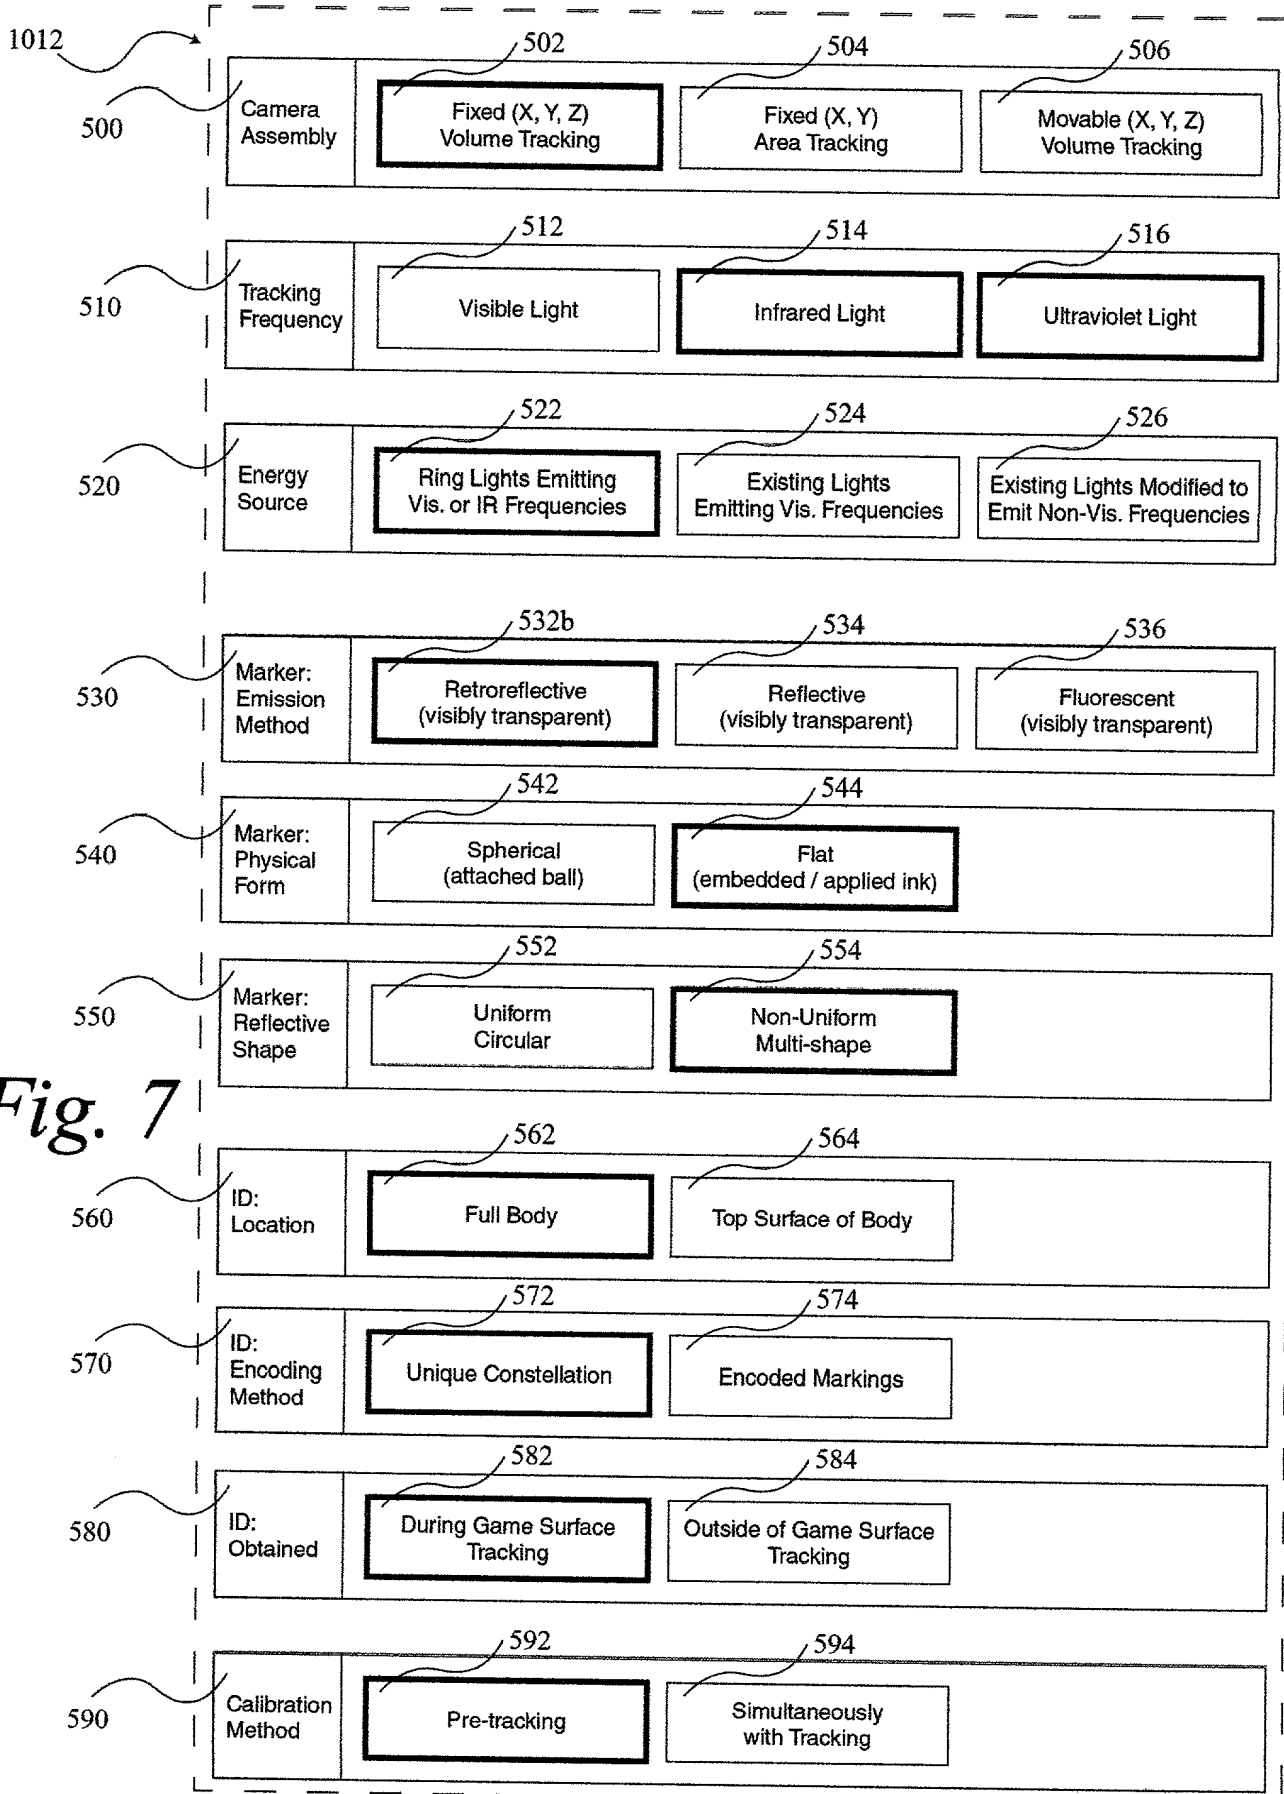 1012
502
504
506
500
Camera
Assembly
Fixed (X, Y, Z)
Volume Tracking
Fixed (X, Y)
Area Tracking
Movable (X, Y, Z)
Volume Tracking
512
514
516
510
Tracking
Frequency
Visible Light
Infrared Light
Ultraviolet Light
522
524
526
520
Energy
Source
Ring Lights Emitting
Vis. or IR Frequencies
Existing Lights
Emitting Vis. Frequencies
Existing Lights Modified to
Emit Non-Vis. Frequencies
532b
534
536
530
Marker:
Emission
Method
Retroreflective
(visibly transparent)
Reflective
(visibly transparent)
Fluorescent
(visibly transparent)
542
544
540
Marker:
Physical
Form
Spherical
(attached ball)
Flat
(embedded / applied ink)
552
554
550
Marker:
Reflective
Shape
Uniform
Circular
Non-Uniform
Multi-shape
Fig. 7
562
564
560
ID:
Location
Full Body
Top Surface of Body
572
574
570
ID:
Encoding
Method
Unique Constellation
Encoded Markings
582
584
580
ID:
Obtained
During Game Surface
Tracking
Outside of Game Surface
Tracking
592
594
590
Calibration
Method
Pre-tracking
Simultaneously
with Tracking